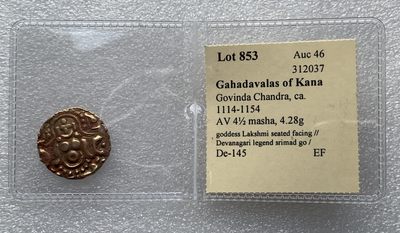 Lot 853 Auc 46
312037
Gahadavalas of Kana
Govinda Chandra, ca.
1114-1154
AV 4½ masha, 4.28g
goddess Lakshmi seated facing //
Devanagari legend srimad go /
De-145 EF